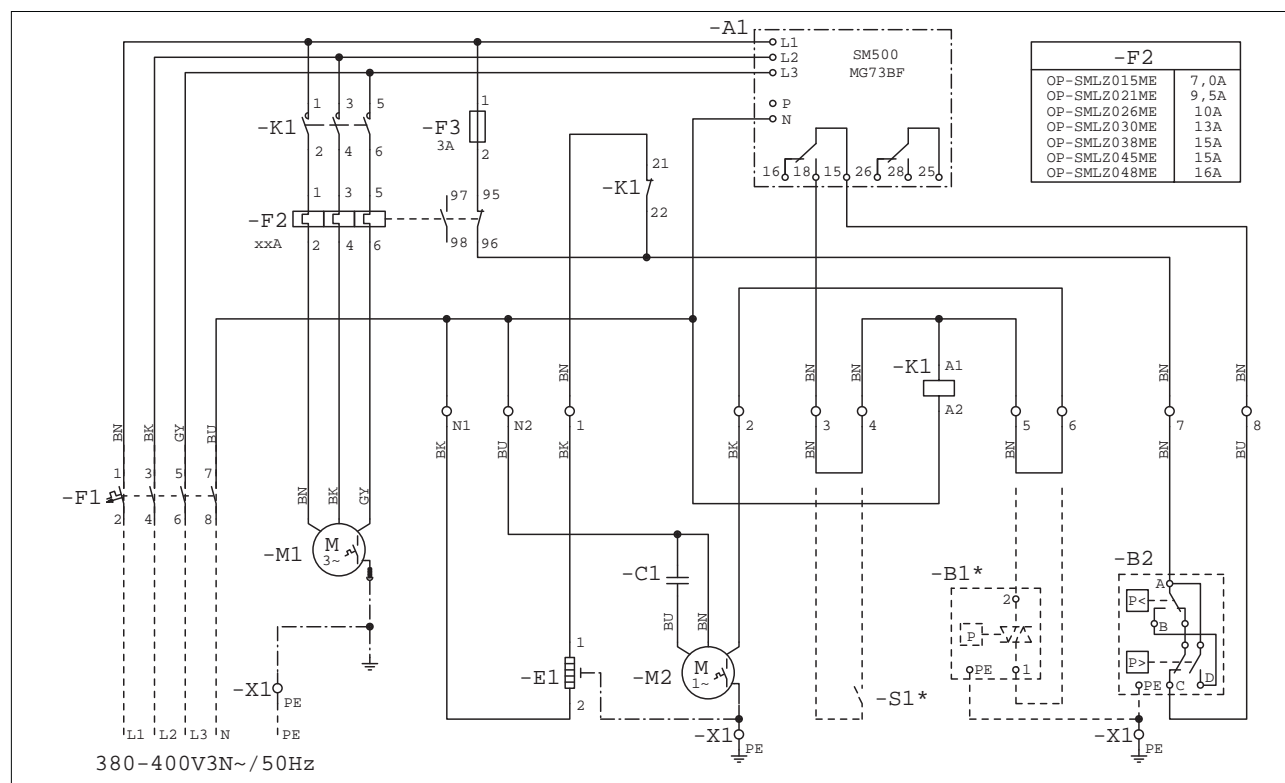 -A1
L1
L2
L3
P
N
SM500
MG73BF
16 18 15 26 28 25
-F2
OP-SMLZ015ME 7,0A
OP-SMLZ021ME 9,5A
OP-SMLZ026ME 10A
OP-SMLZ030ME 13A
OP-SMLZ038ME 15A
OP-SMLZ045ME 15A
OP-SMLZ048ME 16A
1 3 5
-K1
2 4 6
1
-F3
3A
2
21
-K1
22
1 3 5
-F2
xxA
2 4 6
97 95
98 96
BN BK GY BU
BN BN BN BN BN
-K1 A1
A2
N1 N2 1 2 3 4 5 6 7 8
BK BU BK BK BN BN BN BU
1 3 5 7
-F1
2 4 6 8
BN BK GY
-M1
M
3~
-C1
BU BN
-M2
M
1~
1
-E1
2
-S1*
-B1*
2
P
PE 1
-B2
A
P<
B
P>
PE C D
-X1
PE
-X1
PE
-X1
PE
L1 L2 L3 N PE
380-400V3N~/50Hz